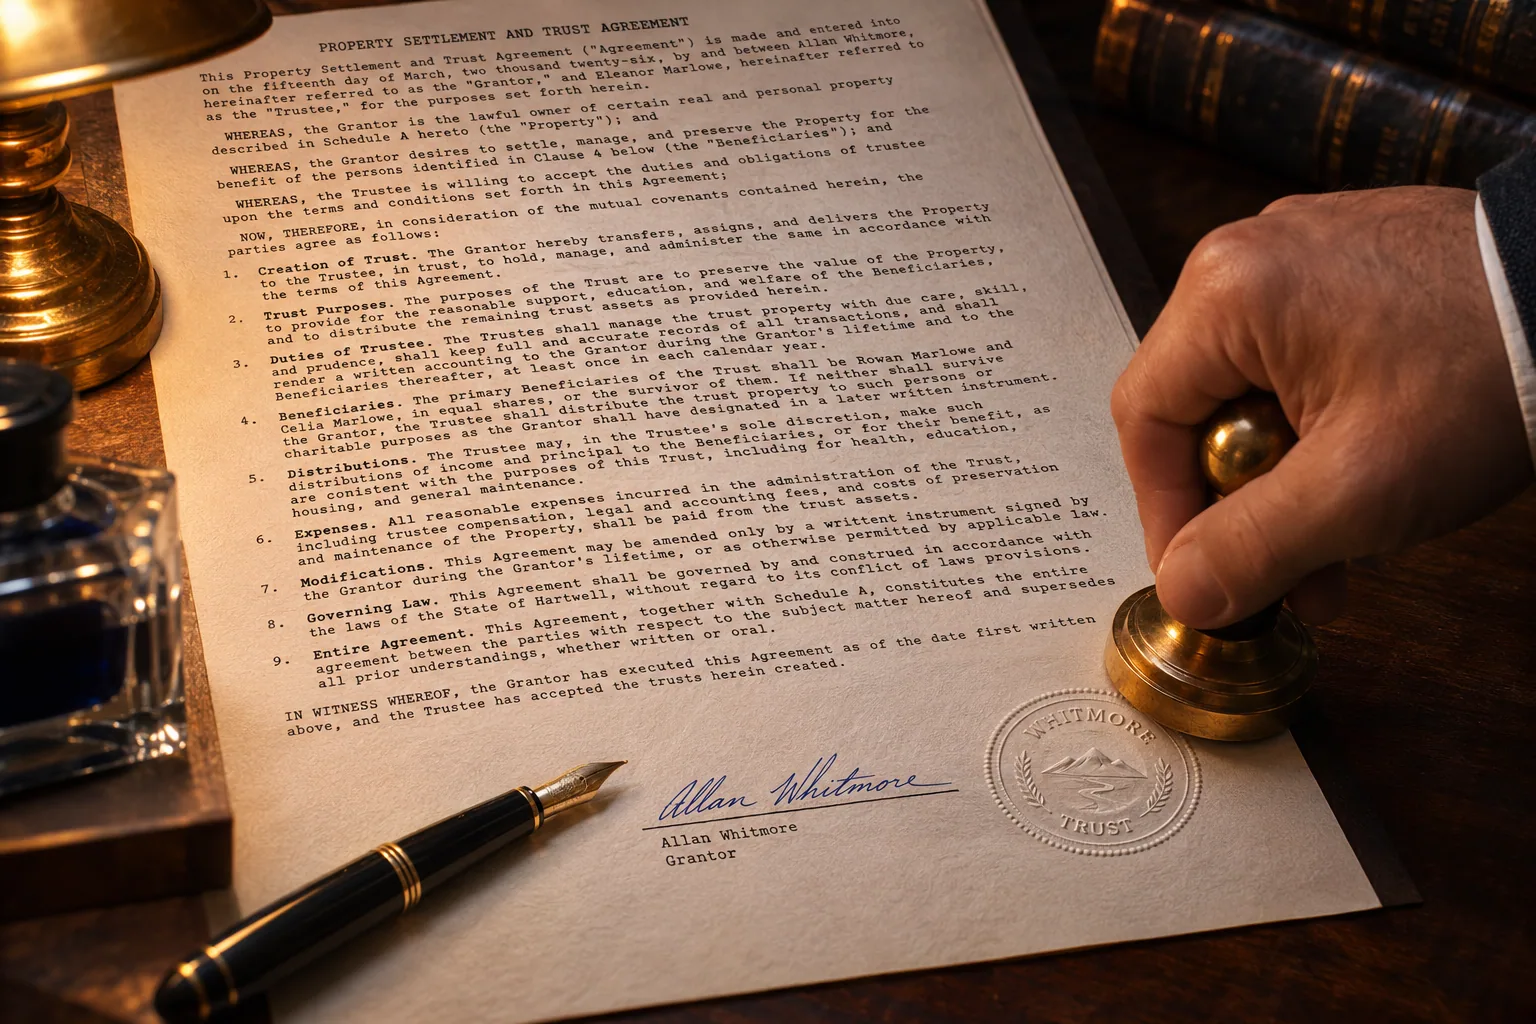 PROPERTY SETTLEMENT AND TRUST AGREEMENT
This Property Settlement and Trust Agreement ("Agreement") is made and entered into
on the fifteenth day of March, two thousand twenty-six, by and between Allan Whitmore,
hereinafter referred to as the "Grantor," and Eleanor Marlowe, hereinafter referred to
as the "Trustee," for the purposes set forth herein.
WHEREAS, the Grantor is the lawful owner of certain real and personal property
described in Schedule A hereto (the "Property"); and
WHEREAS, the Grantor desires to settle, manage, and preserve the Property for the
benefit of the persons identified in Clause 4 below (the "Beneficiaries"); and
WHEREAS, the Trustee is willing to accept the duties and obligations of trustee
upon the terms and conditions set forth in this Agreement;
NOW, THEREFORE, in consideration of the mutual covenants contained herein, the
parties agree as follows:
1. Creation of Trust. The Grantor hereby transfers, assigns, and delivers the Property
to the Trustee, in trust, to hold, manage, and administer the same in accordance with
the terms of this Agreement.
2. Trust Purposes. The purposes of the Trust are to preserve the value of the Property,
to provide for the reasonable support, education, and welfare of the Beneficiaries,
and to distribute the remaining trust assets as provided herein.
3. Duties of Trustee. The Trustes shall manage the trust property with due care, skill,
and prudence, shall keep full and accurate records of all transactions, and shall
render a written accounting to the Grantor during the Grantor's lifetime and to the
Beneficiaries thereafter, at least once in each calendar year.
4. Beneficiaries. The primary Beneficiaries of the Trust shall be Rowan Marlowe and
Celia Marlowe, in equal shares, or the survivor of them. If neither shall survive
the Grantor, the Trustee shall distribute the trust property to such persons or
charitable purposes as the Grantor shall have designated in a later written instrument.
5. Distributions. The Trustee may, in the Trustee's sole discretion, make such
distributions of income and principal to the Beneficiaries, or for their benefit, as
are conistent with the purposes of this Trust, including for health, education,
housing, and general maintenance.
6. Expenses. All reasonable expenses incurred in the administration of the Trust,
including trustee compensation, legal and accounting fees, and costs of preservation
and maintenance of the Property, shall be paid from the trust assets.
7. Modifications. This Agreement may be amended only by a writtent instrument signed by
the Grantor during the Grantor's lifetime, or as otherwise permitted by applicable law.
8. Governing Law. This Agreement shall be governed by and construed in accordance with
the laws of the State of Hartwell, without regard to its conflict of laws provisions.
9. Entire Agreement. This Agreement, together with Schedule A, constitutes the entire
agreement between the parties with respect to the subject matter hereof and supersedes
all prior understandings, whether written or oral.
IN WITNESS WHEREOF, the Grantor has executed this Agreement as of the date first written
above, and the Trustee has accepted the trusts herein created.
Allan Whitmore
Allan Whitmore
Grantor
WHITMORE
TRUST